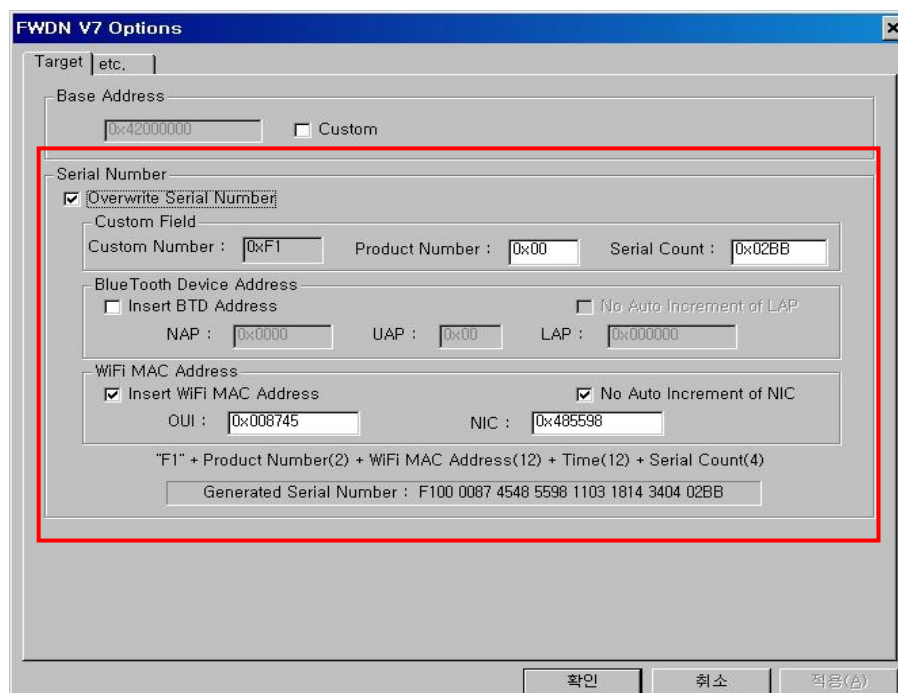 FWDN V7 Options
Target etc.
Base Address
0x42000000 Custom
Serial Number
Overwrite Serial Number
Custom Field
Custom Number : 0xF1 Product Number : 0x00 Serial Count : 0x02BB
BlueTooth Device Address
Insert BTD Address No Auto Increment of LAP
NAP : 0x0000 UAP : 0x00 LAP : 0x000000
WiFi MAC Address
Insert WiFi MAC Address No Auto Increment of NIC
OUI : 0x008745 NIC : 0x485598
"F1" + Product Number(2) + WiFi MAC Address(12) + Time(12) + Serial Count(4)
Generated Serial Number : F100 0087 4548 5598 1103 1814 3404 02BB
확인 취소 적용(A)